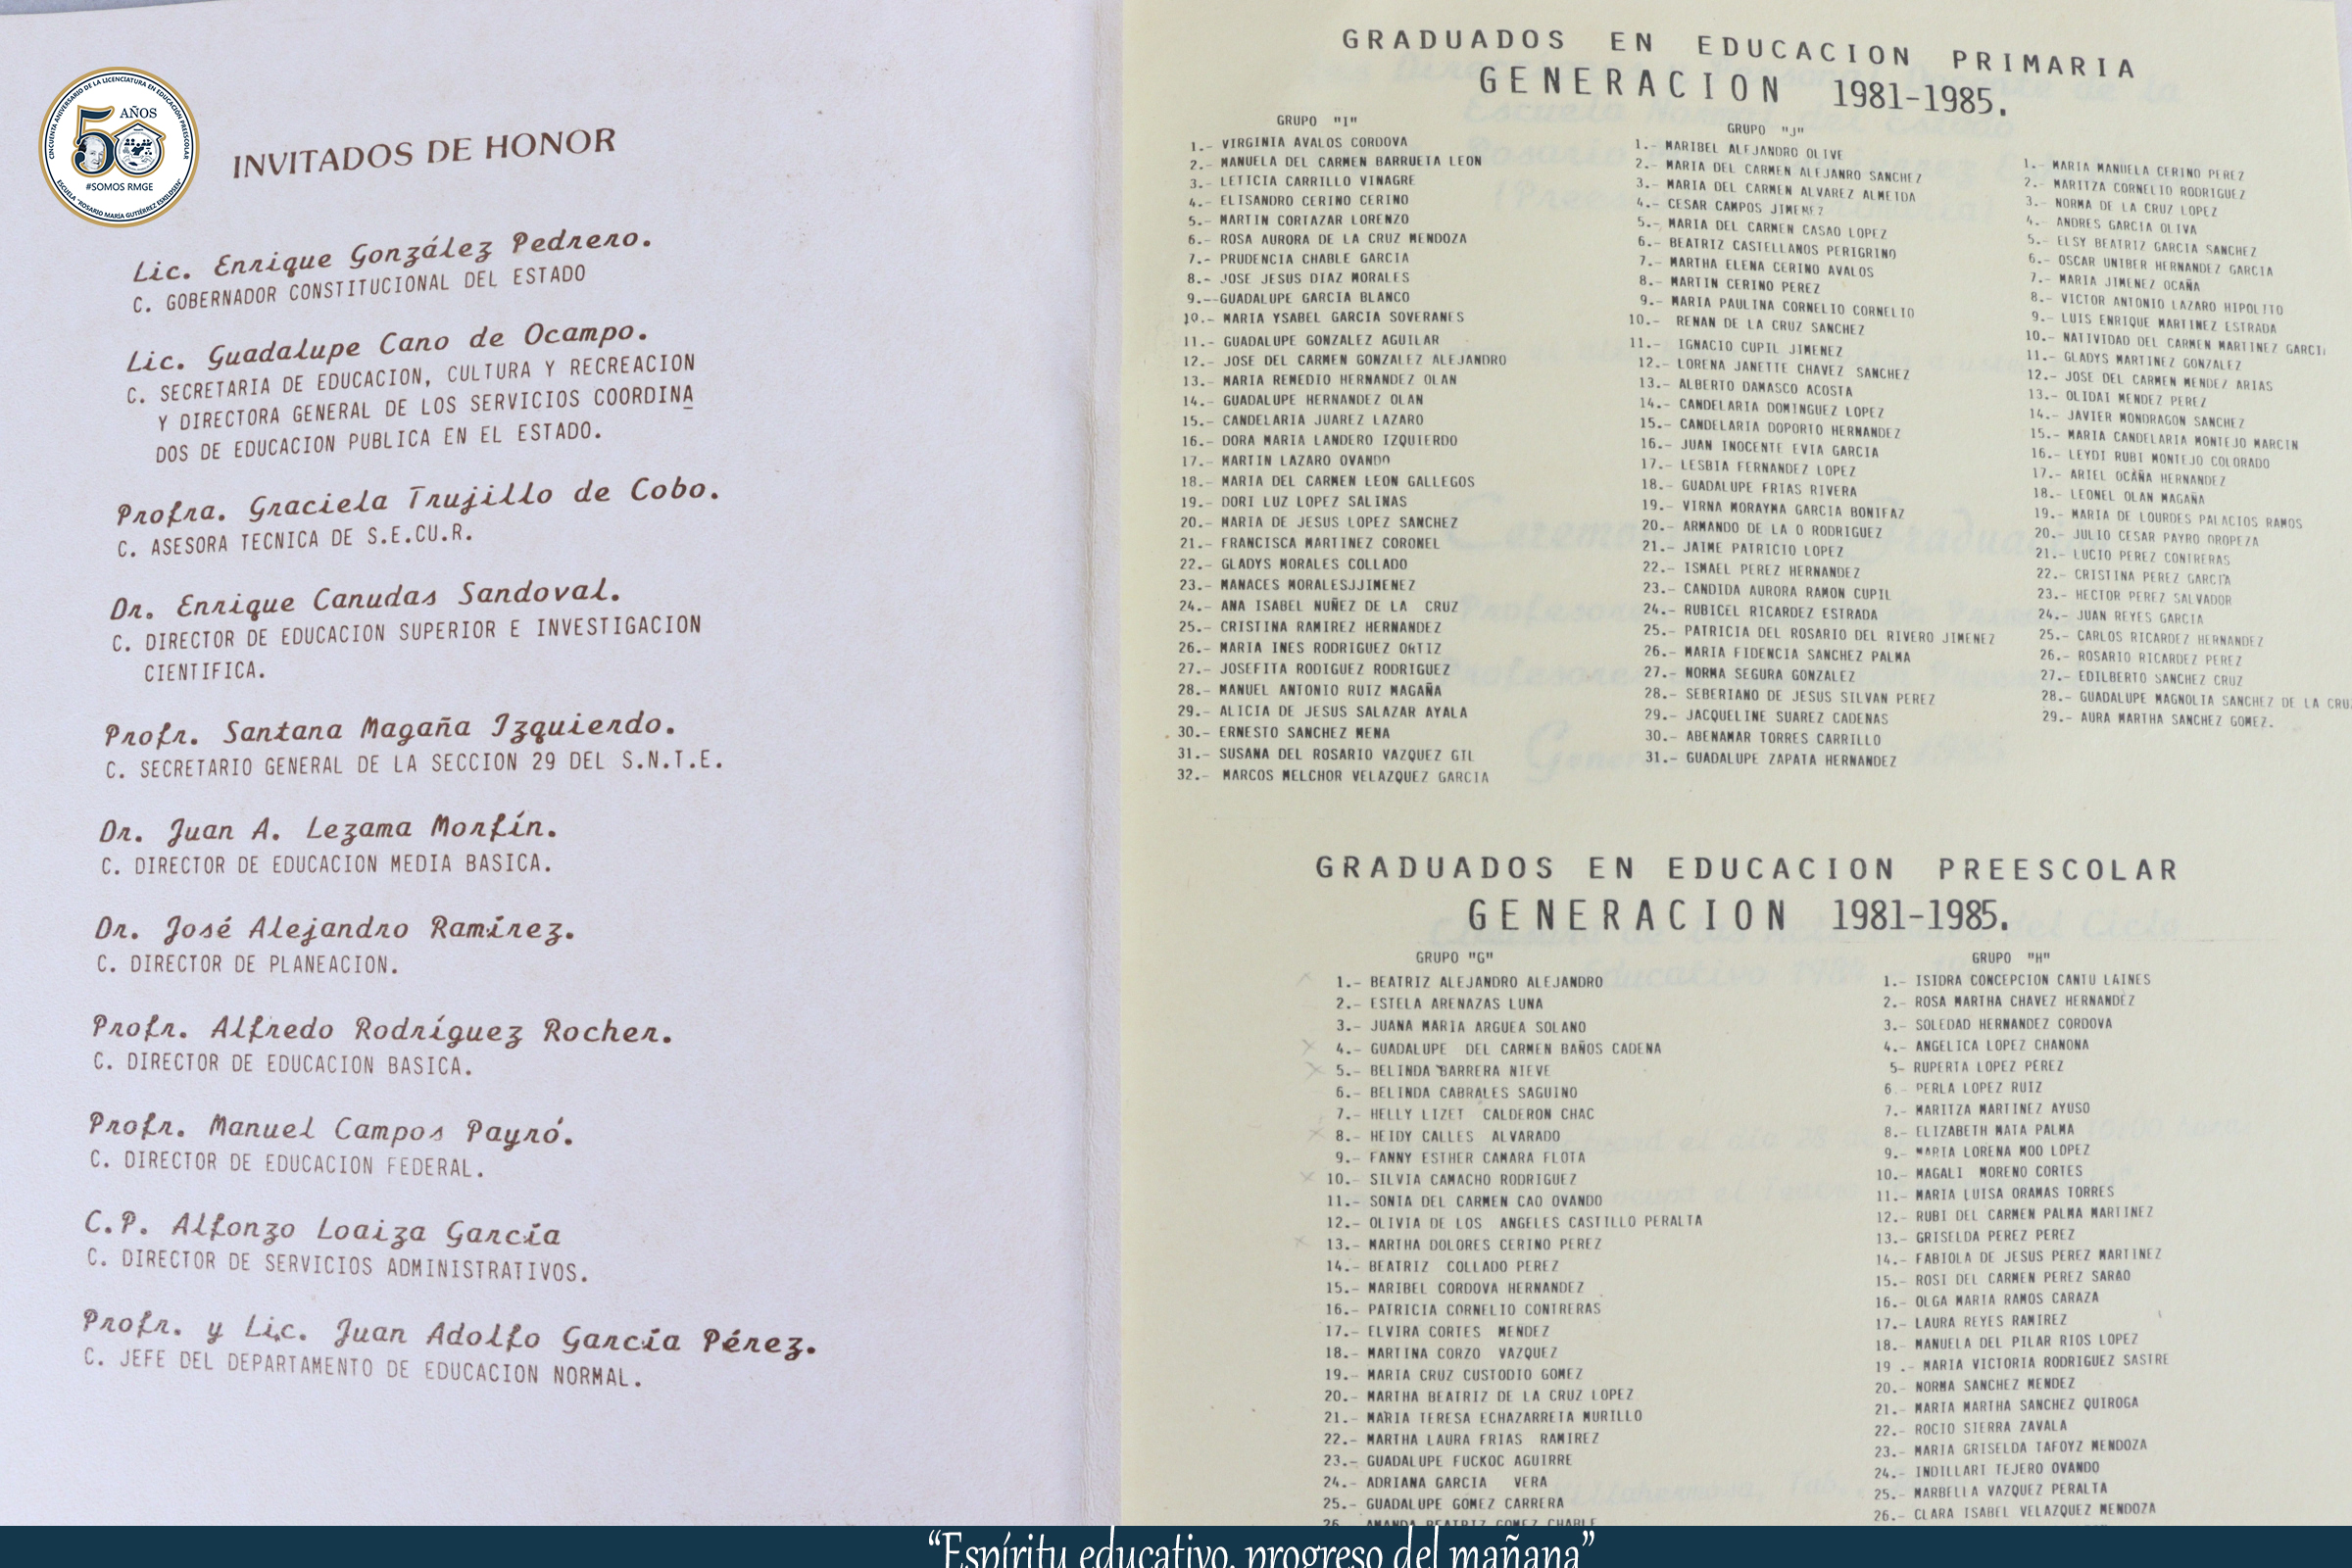 CINCUENTA ANIVERSARIO DE LA LICENCIATURA EN EDUCACIÓN PREESCOLAR
50 AÑOS
#SOMOS RMGE
ESCUELA "ROSARIO MARÍA GUTIÉRREZ ESKILDSEN"
INVITADOS DE HONOR
Lic. Enrique González Pedrero.
C. GOBERNADOR CONSTITUCIONAL DEL ESTADO
Lic. Guadalupe Cano de Ocampo.
C. SECRETARIA DE EDUCACION, CULTURA Y RECREACION
Y DIRECTORA GENERAL DE LOS SERVICIOS COORDINA
DOS DE EDUCACION PUBLICA EN EL ESTADO.
Profra. Graciela Trujillo de Cobo.
C. ASESORA TECNICA DE S.E.CU.R.
Dr. Enrique Canudas Sandoval.
C. DIRECTOR DE EDUCACION SUPERIOR E INVESTIGACION
CIENTIFICA.
Profr. Santana Magaña Izquierdo.
C. SECRETARIO GENERAL DE LA SECCION 29 DEL S.N.T.E.
Dr. Juan A. Lezama Morfín.
C. DIRECTOR DE EDUCACION MEDIA BASICA.
Dr. José Alejandro Ramírez.
C. DIRECTOR DE PLANEACION.
Profr. Alfredo Rodríguez Rocher.
C. DIRECTOR DE EDUCACION BASICA.
Profr. Manuel Campos Payró.
C. DIRECTOR DE EDUCACION FEDERAL.
C.P. Alfonzo Loaiza García
C. DIRECTOR DE SERVICIOS ADMINISTRATIVOS.
Profr. y Lic. Juan Adolfo García Pérez.
C. JEFE DEL DEPARTAMENTO DE EDUCACION NORMAL.
GRADUADOS EN EDUCACION PRIMARIA
GENERACION 1981-1985.
GRUPO "I"
1.- VIRGINIA AVALOS CORDOVA
2.- MANUELA DEL CARMEN BARRUETA LEON
3.- LETICIA CARRILLO VINAGRE
4.- ELISANDRO CERINO CERINO
5.- MARTIN CORTAZAR LORENZO
6.- ROSA AURORA DE LA CRUZ MENDOZA
7.- PRUDENCIA CHABLE GARCIA
8.- JOSE JESUS DIAZ MORALES
9.--GUADALUPE GARCIA BLANCO
10.- MARIA YSABEL GARCIA SOVERANES
11.- GUADALUPE GONZALEZ AGUILAR
12.- JOSE DEL CARMEN GONZALEZ ALEJANDRO
13.- MARIA REMEDIO HERNANDEZ OLAN
14.- GUADALUPE HERNANDEZ OLAN
15.- CANDELARIA JUAREZ LAZARO
16.- DORA MARIA LANDERO IZQUIERDO
17.- MARTIN LAZARO OVANDO
18.- MARIA DEL CARMEN LEON GALLEGOS
19.- DORI LUZ LOPEZ SALINAS
20.- MARIA DE JESUS LOPEZ SANCHEZ
21.- FRANCISCA MARTINEZ CORONEL
22.- GLADYS MORALES COLLADO
23.- MANACES MORALESJJIMENEZ
24.- ANA ISABEL NUÑEZ DE LA CRUZ
25.- CRISTINA RAMIREZ HERNANDEZ
26.- MARIA INES RODRIGUEZ ORTIZ
27.- JOSEFITA RODIGUEZ RODRIGUEZ
28.- MANUEL ANTONIO RUIZ MAGAÑA
29.- ALICIA DE JESUS SALAZAR AYALA
30.- ERNESTO SANCHEZ MENA
31.- SUSANA DEL ROSARIO VAZQUEZ GIL
32.- MARCOS MELCHOR VELAZQUEZ GARCIA
GRUPO "J"
1.- MARIBEL ALEJANDRO OLIVE
2.- MARIA DEL CARMEN ALEJANRO SANCHEZ
3.- MARIA DEL CARMEN ALVAREZ ALMEIDA
4.- CESAR CAMPOS JIMENEZ
5.- MARIA DEL CARMEN CASAO LOPEZ
6.- BEATRIZ CASTELLANOS PERIGRINO
7.- MARTHA ELENA CERINO AVALOS
8.- MARTIN CERINO PEREZ
9.- MARIA PAULINA CORNELIO CORNELIO
10.- RENAN DE LA CRUZ SANCHEZ
11.- IGNACIO CUPIL JIMENEZ
12.- LORENA JANETTE CHAVEZ SANCHEZ
13.- ALBERTO DAMASCO ACOSTA
14.- CANDELARIA DOMINGUEZ LOPEZ
15.- CANDELARIA DOPORTO HERNANDEZ
16.- JUAN INOCENTE EVIA GARCIA
17.- LESBIA FERNANDEZ LOPEZ
18.- GUADALUPE FRIAS RIVERA
19.- VIRNA MORAYMA GARCIA BONIFAZ
20.- ARMANDO DE LA O RODRIGUEZ
21.- JAIME PATRICIO LOPEZ
22.- ISMAEL PEREZ HERNANDEZ
23.- CANDIDA AURORA RAMON CUPIL
24.- RUBICEL RICARDEZ ESTRADA
25.- PATRICIA DEL ROSARIO DEL RIVERO JIMENEZ
26.- MARIA FIDENCIA SANCHEZ PALMA
27.- NORMA SEGURA GONZALEZ
28.- SEBERIANO DE JESUS SILVAN PEREZ
29.- JACQUELINE SUAREZ CADENAS
30.- ABENAMAR TORRES CARRILLO
31.- GUADALUPE ZAPATA HERNANDEZ
1.- MARIA MANUELA CERINO PEREZ
2.- MARITZA CORNELIO RODRIGUEZ
3.- NORMA DE LA CRUZ LOPEZ
4.- ANDRES GARCIA OLIVA
5.- ELSY BEATRIZ GARCIA SANCHEZ
6.- OSCAR UNIBER HERNANDEZ GARCIA
7.- MARIA JIMENEZ OCAÑA
8.- VICTOR ANTONIO LAZARO HIPOLITO
9.- LUIS ENRIQUE MARTINEZ ESTRADA
10.- NATIVIDAD DEL CARMEN MARTINEZ GARCI
11.- GLADYS MARTINEZ GONZALEZ
12.- JOSE DEL CARMEN MENDEZ ARIAS
13.- OLIDAI MENDEZ PEREZ
14.- JAVIER MONDRAGON SANCHEZ
15.- MARIA CANDELARIA MONTEJO MARCIN
16.- LEYDI RUBI MONTEJO COLORADO
17.- ARIEL OCAÑA HERNANDEZ
18.- LEONEL OLAN MAGAÑA
19.- MARIA DE LOURDES PALACIOS RAMOS
20.- JULIO CESAR PAYRO OROPEZA
21.- LUCIO PEREZ CONTRERAS
22.- CRISTINA PEREZ GARCIA
23.- HECTOR PEREZ SALVADOR
24.- JUAN REYES GARCIA
25.- CARLOS RICARDEZ HERNANDEZ
26.- ROSARIO RICARDEZ PEREZ
27.- EDILBERTO SANCHEZ CRUZ
28.- GUADALUPE MAGNOLIA SANCHEZ DE LA CRU
29.- AURA MARTHA SANCHEZ GOMEZ.
GRADUADOS EN EDUCACION PREESCOLAR
GENERACION 1981-1985.
GRUPO "G"
1.- BEATRIZ ALEJANDRO ALEJANDRO
2.- ESTELA ARENAZAS LUNA
3.- JUANA MARIA ARGUEA SOLANO
4.- GUADALUPE DEL CARMEN BAÑOS CADENA
5.- BELINDA BARRERA NIEVE
6.- BELINDA CABRALES SAGUINO
7.- HELLY LIZET CALDERON CHAC
8.- HEIDY CALLES ALVARADO
9.- FANNY ESTHER CAMARA FLOTA
10.- SILVIA CAMACHO RODRIGUEZ
11.- SONIA DEL CARMEN CAO OVANDO
12.- OLIVIA DE LOS ANGELES CASTILLO PERALTA
13.- MARTHA DOLORES CERINO PEREZ
14.- BEATRIZ COLLADO PEREZ
15.- MARIBEL CORDOVA HERNANDEZ
16.- PATRICIA CORNELIO CONTRERAS
17.- ELVIRA CORTES MENDEZ
18.- MARTINA CORZO VAZQUEZ
19.- MARIA CRUZ CUSTODIO GOMEZ
20.- MARTHA BEATRIZ DE LA CRUZ LOPEZ
21.- MARIA TERESA ECHAZARRETA MURILLO
22.- MARTHA LAURA FRIAS RAMIREZ
23.- GUADALUPE FUCKOC AGUIRRE
24.- ADRIANA GARCIA VERA
25.- GUADALUPE GOMEZ CARRERA
26. AMANDA BEATRIZ GOMEZ CHABLE
GRUPO "H"
1.- ISIDRA CONCEPCION CANTU LAINES
2.- ROSA MARTHA CHAVEZ HERNANDEZ
3.- SOLEDAD HERNANDEZ CORDOVA
4.- ANGELICA LOPEZ CHANONA
5- RUPERTA LOPEZ PEREZ
6.- PERLA LOPEZ RUIZ
7.- MARITZA MARTINEZ AYUSO
8.- ELIZABETH MATA PALMA
9.- MARIA LORENA MOO LOPEZ
10.- MAGALI MORENO CORTES
11.- MARIA LUISA ORAMAS TORRES
12.- RUBI DEL CARMEN PALMA MARTINEZ
13.- GRISELDA PEREZ PEREZ
14.- FABIOLA DE JESUS PEREZ MARTINEZ
15.- ROSI DEL CARMEN PEREZ SARAO
16.- OLGA MARIA RAMOS CARAZA
17.- LAURA REYES RAMIREZ
18.- MANUELA DEL PILAR RIOS LOPEZ
19 .- MARIA VICTORIA RODRIGUEZ SASTRE
20.- NORMA SANCHEZ MENDEZ
21.- MARIA MARTHA SANCHEZ QUIROGA
22.- ROCIO SIERRA ZAVALA
23.- MARIA GRISELDA TAFOYZ MENDOZA
24.- INDILLARI TEJERO OVANDO
25.- MARBELLA VAZQUEZ PERALTA
26.- CLARA ISABEL VELAZQUEZ MENDOZA
“Espíritu educativo, progreso del mañana”